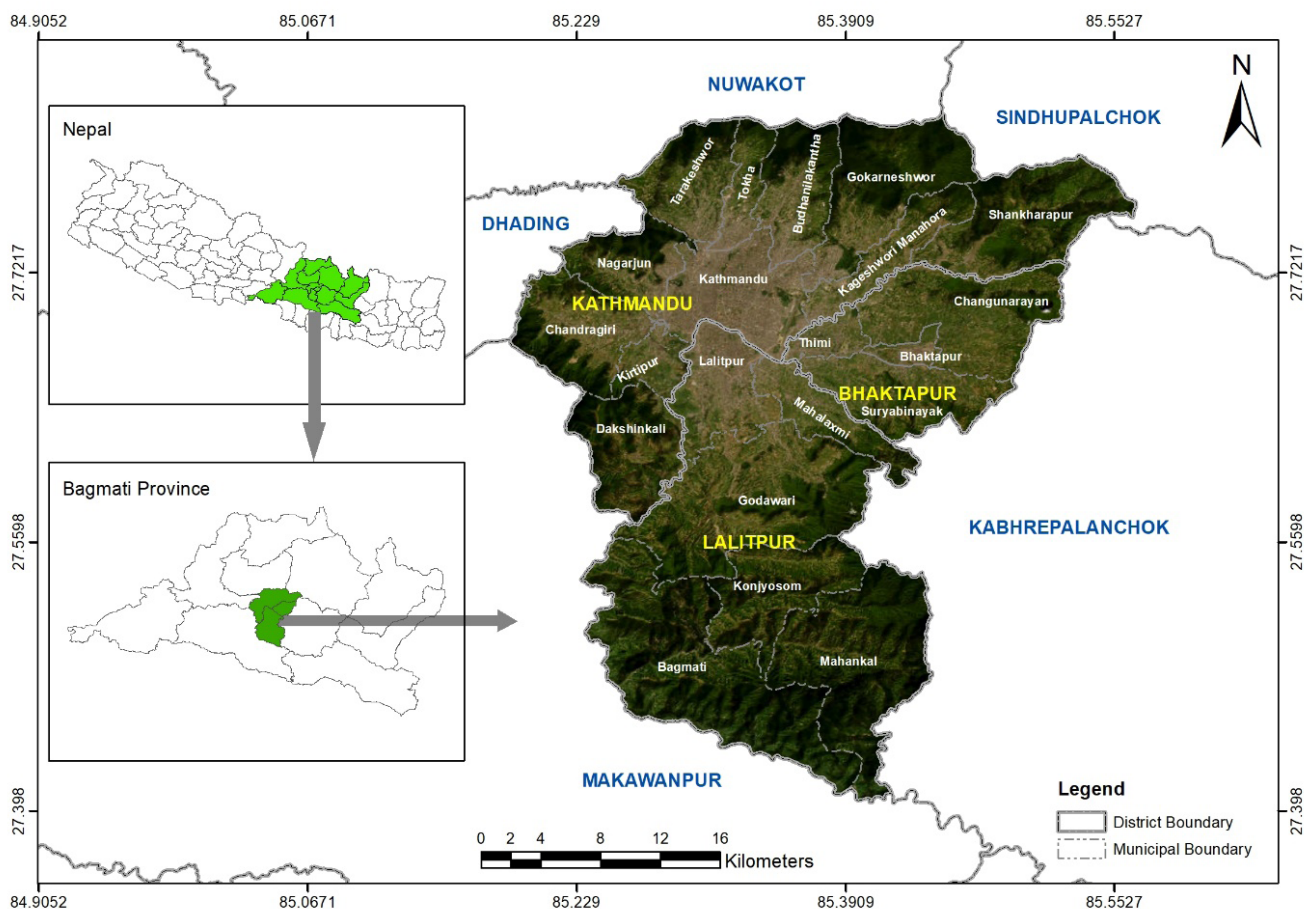 84.9052 85.0671 85.229 85.3909 85.5527
N
NUWAKOT
SINDHUPALCHOK
Nepal
Tarakeshwor
Tokha
Budhanilakantha
Gokarneshwor
Shankharapur
DHADING
Kageshwori Manahora
27.7217
27.7217
Nagarjun
Kathmandu
KATHMANDU
Changunarayan
Chandragiri
Thimi
Bhaktapur
Lalitpur
Kirtipur
BHAKTAPUR
Suryabinayak
Mahalaxmi
Dakshinkali
Bagmati Province
Godawari
KABHREPALANCHOK
LALITPUR
27.5598
27.5598
Konjyosom
Bagmati
Mahankal
MAKAWANPUR
Legend
District Boundary
Municipal Boundary
27.398
27.398
0 2 4 8 12 16
Kilometers
84.9052 85.0671 85.229 85.3909 85.5527